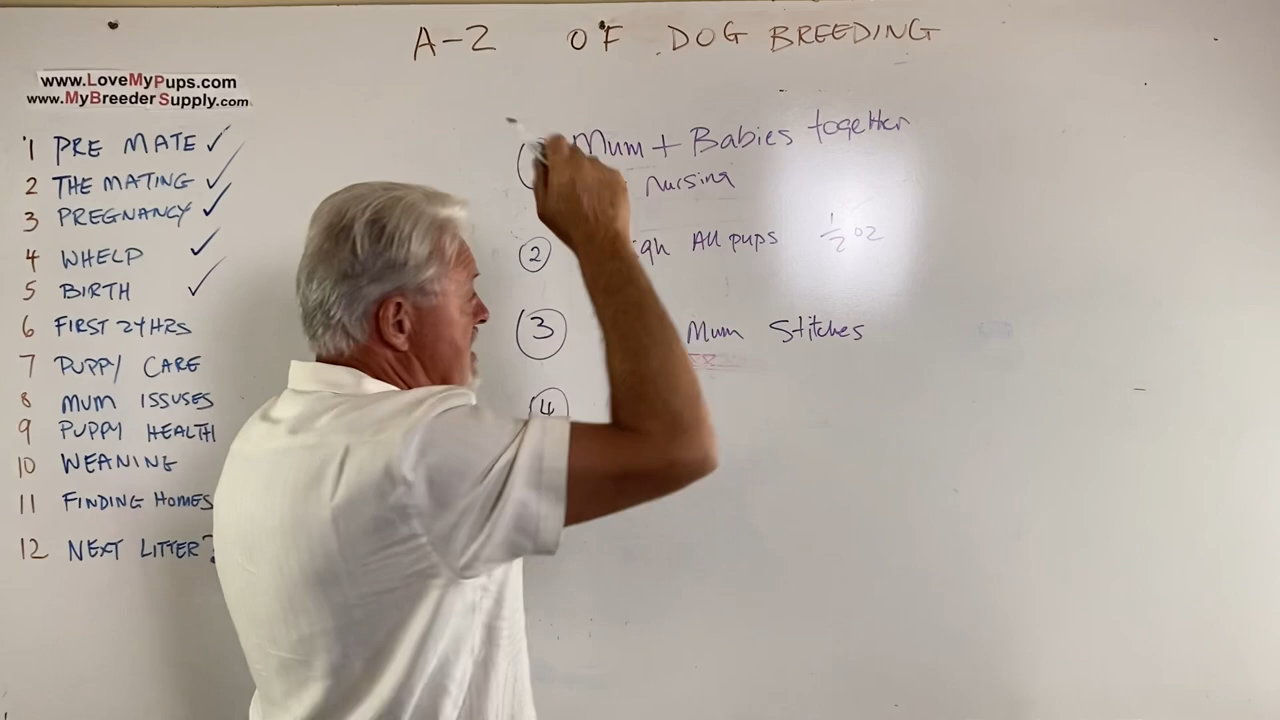 A-Z OF DOG BREEDING
www.LoveMyPups.com
www.MyBreederSupply.com
1 PRE MATE ✓
2 THE MATING ✓
3 PREGNANCY ✓
4 WHELP ✓
5 BIRTH ✓
6 FIRST 24HRS
7 PUPPY CARE
8 MUM ISSUSES
9 PUPPY HEALTH
10 WEANING
11 FINDING HOMES
12 NEXT LITTER?
Mum + Babies together
nursing
2 All pups 1/2 oz
3 Mum Stitches
4